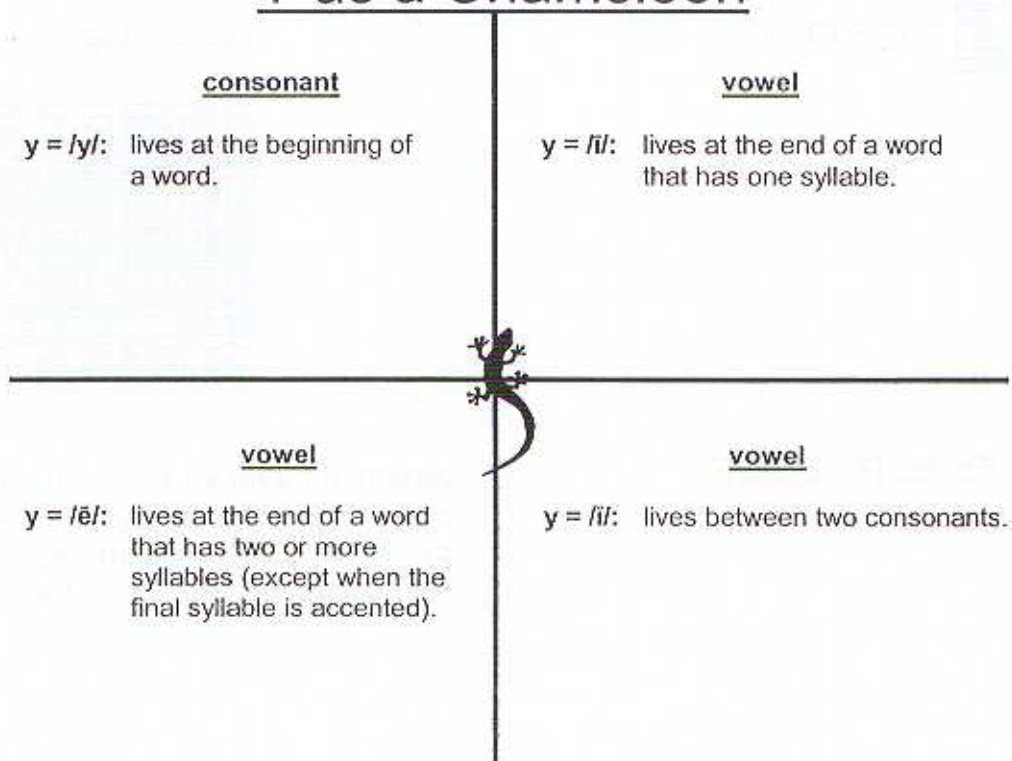 Y as a Chameleon
consonant
y = /y/: lives at the beginning of
a word.
vowel
y = /ī/: lives at the end of a word
that has one syllable.
vowel
y = /ē/: lives at the end of a word
that has two or more
syllables (except when the
final syllable is accented).
vowel
y = /ĭ/: lives between two consonants.